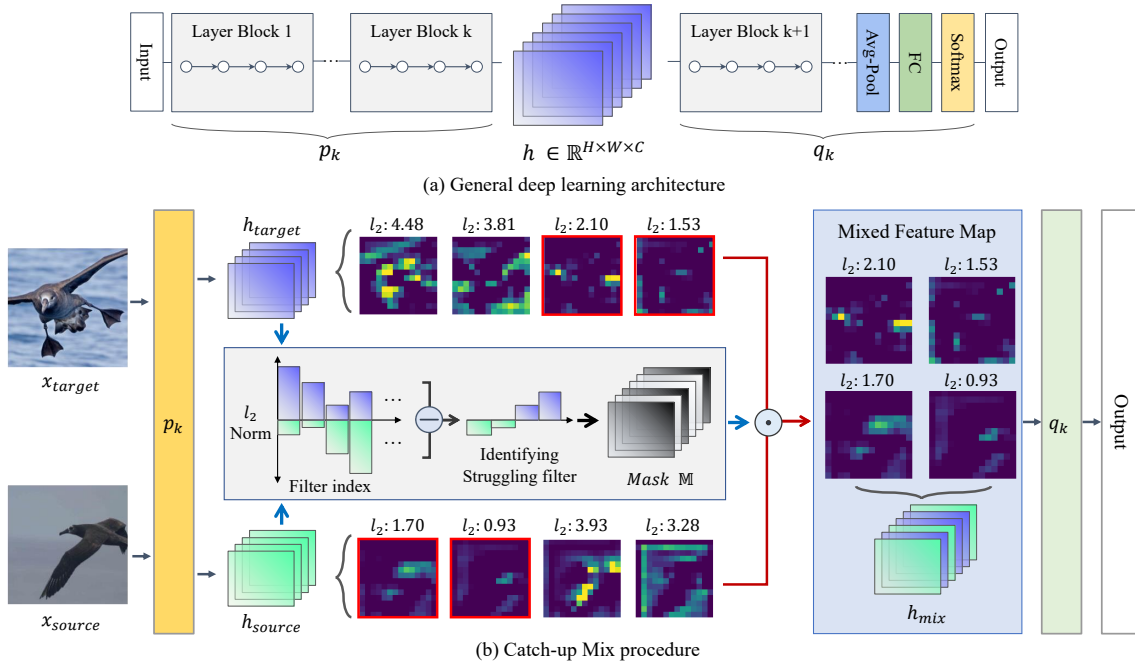 Input
Layer Block 1
...
Layer Block k
Layer Block k+1
...
Avg-Pool
FC
Softmax
Output
p_k
h ∈ ℝ^{H×W×C}
q_k
(a) General deep learning architecture
x_target
x_source
p_k
h_target
l_2: 4.48
l_2: 3.81
l_2: 2.10
l_2: 1.53
l_2
Norm
...
...
Filter index
Identifying
Struggling filter
Mask 𝕄
h_source
l_2: 1.70
l_2: 0.93
l_2: 3.93
l_2: 3.28
Mixed Feature Map
l_2: 2.10
l_2: 1.53
l_2: 1.70
l_2: 0.93
h_mix
q_k
Output
(b) Catch-up Mix procedure